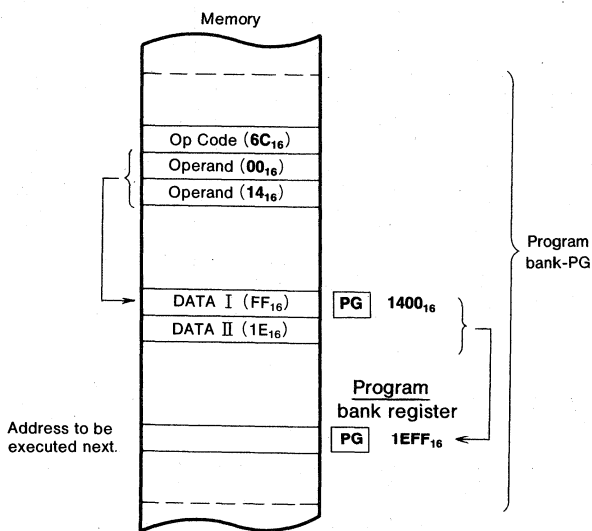 Memory
Op Code (6C₁₆)
Operand (00₁₆)
Operand (14₁₆)
Program
bank-PG
DATA Ⅰ (FF₁₆) PG 1400₁₆
DATA Ⅱ (1E₁₆)
Program
bank register
Address to be
executed next.
PG 1EFF₁₆